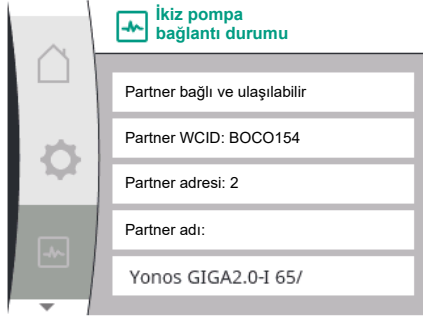 İkiz pompa
bağlantı durumu
Partner bağlı ve ulaşılabilir
Partner WCID: BOCO154
Partner adresi: 2
Partner adı:
Yonos GIGA2.0-I 65/